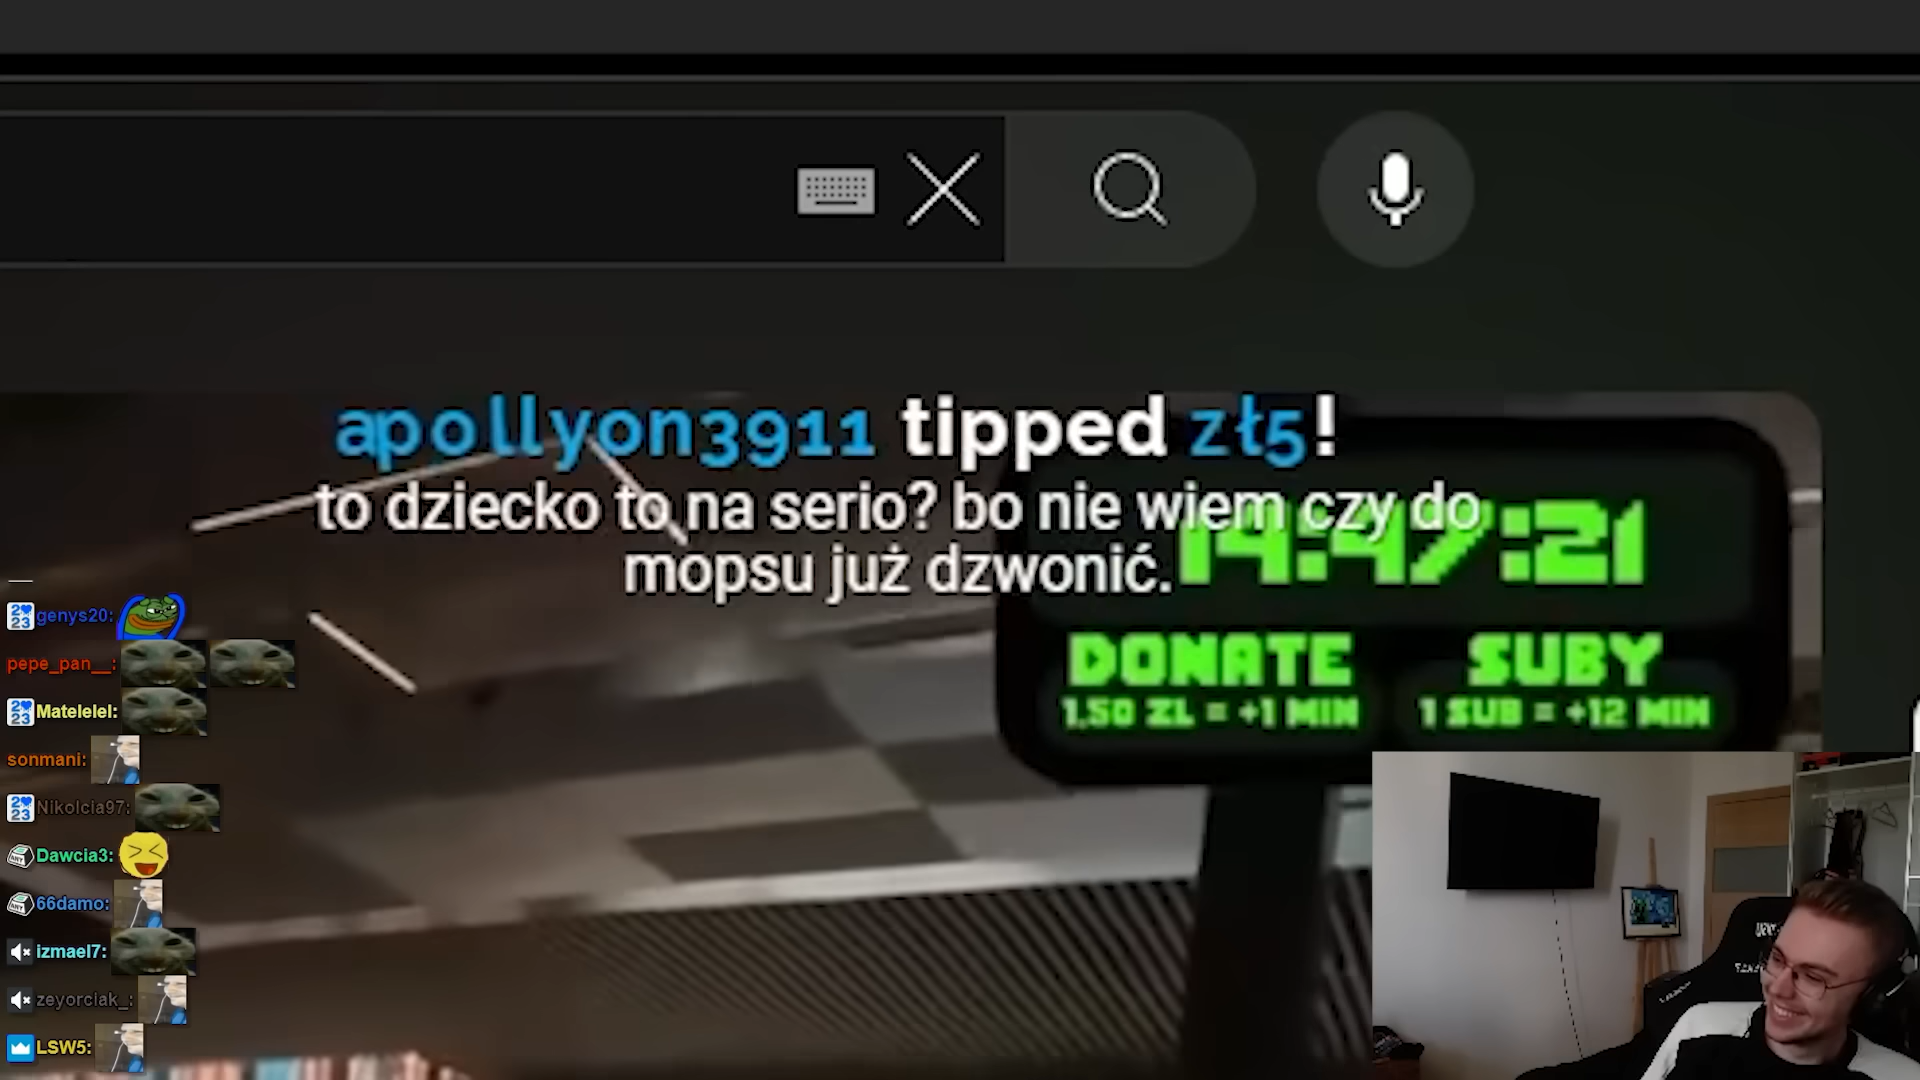 apollyon3911 tipped zł5!
to dziecko to na serio? bo nie wiem czy do
mopsu już dzwonić.
14:47:21
DONATE
1,50 ZL = +1 MIN
SUBY
1 SUB = +12 MIN
genys20:
pepe_pan__:
Matelelel:
sonmani:
Nikolcia97:
Dawcia3:
66damo:
izmael7:
zeyorclak_:
LSW5: